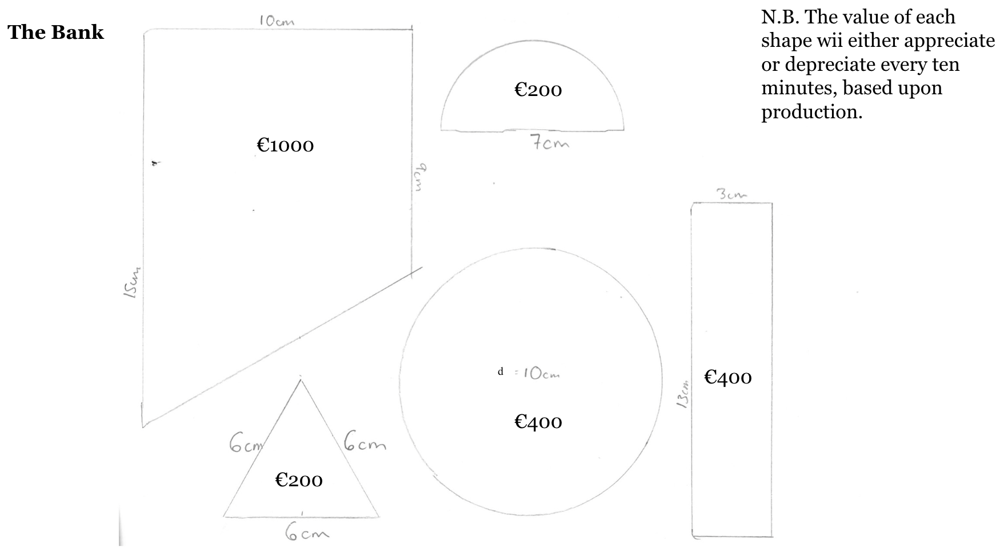 The Bank
10cm
€1000
9cm
15cm
€200
7cm
N.B. The value of each
shape wii either appreciate
or depreciate every ten
minutes, based upon
production.
3cm
€400
13cm
d = 10cm
€400
6cm
6cm
€200
6cm